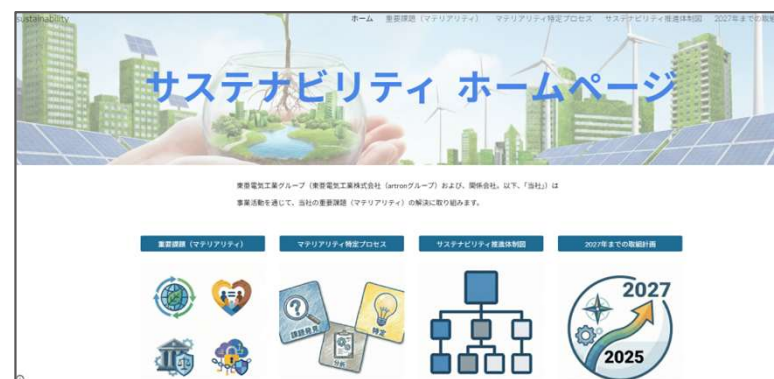 sustainability
ホーム 重要課題（マテリアリティ） マテリアリティ特定プロセス サステナビリティ推進体制図 2027年までの取組
サステナビリティ ホームページ
東亜電気工業グループ（東亜電気工業株式会社（artronグループ）および、関係会社。以下、「当社」）は
事業活動を通じて、当社の重要課題（マテリアリティ）の解決に取り組みます。
重要課題（マテリアリティ） マテリアリティ特定プロセス サステナビリティ推進体制図 2027年までの取組計画
課題発見
分析
特定
2027
2025